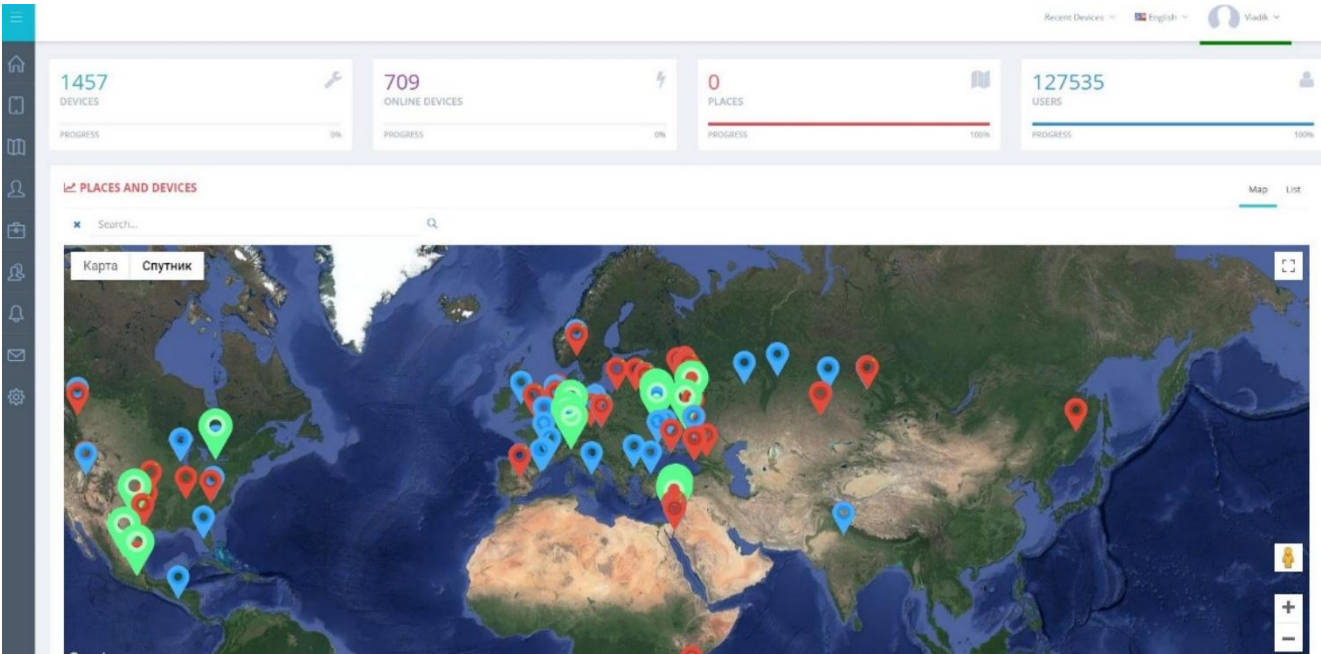 Recent Devices
English
Vladik
1457
DEVICES
PROGRESS 0%
709
ONLINE DEVICES
PROGRESS 0%
0
PLACES
PROGRESS 100%
127535
USERS
PROGRESS 100%
PLACES AND DEVICES
Map List
Search...
Карта Спутник